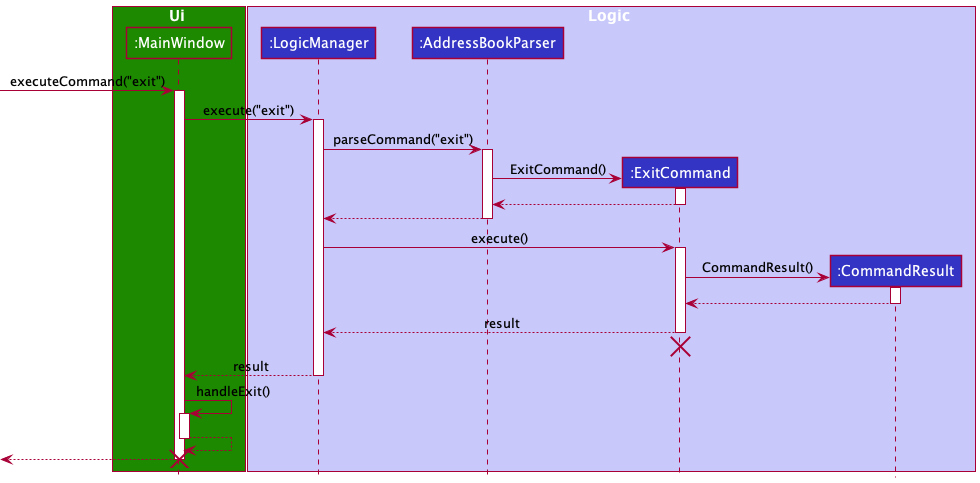 Ui
Logic
:MainWindow
:LogicManager
:AddressBookParser
executeCommand("exit")
execute("exit")
parseCommand("exit")
ExitCommand()
:ExitCommand
execute()
CommandResult()
:CommandResult
result
result
handleExit()